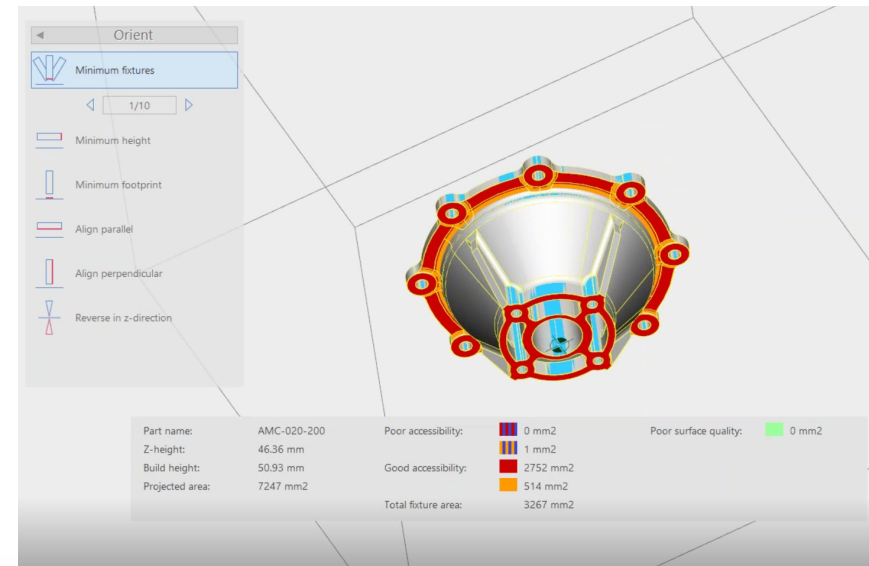 Orient
Minimum fixtures
1/10
Minimum height
Minimum footprint
Align parallel
Align perpendicular
Reverse in z-direction
Part name: AMC-020-200 Poor accessibility: 0 mm2 Poor surface quality: 0 mm2
Z-height: 46.36 mm 1 mm2
Build height: 50.93 mm Good accessibility: 2752 mm2
Projected area: 7247 mm2 514 mm2
Total fixture area: 3267 mm2